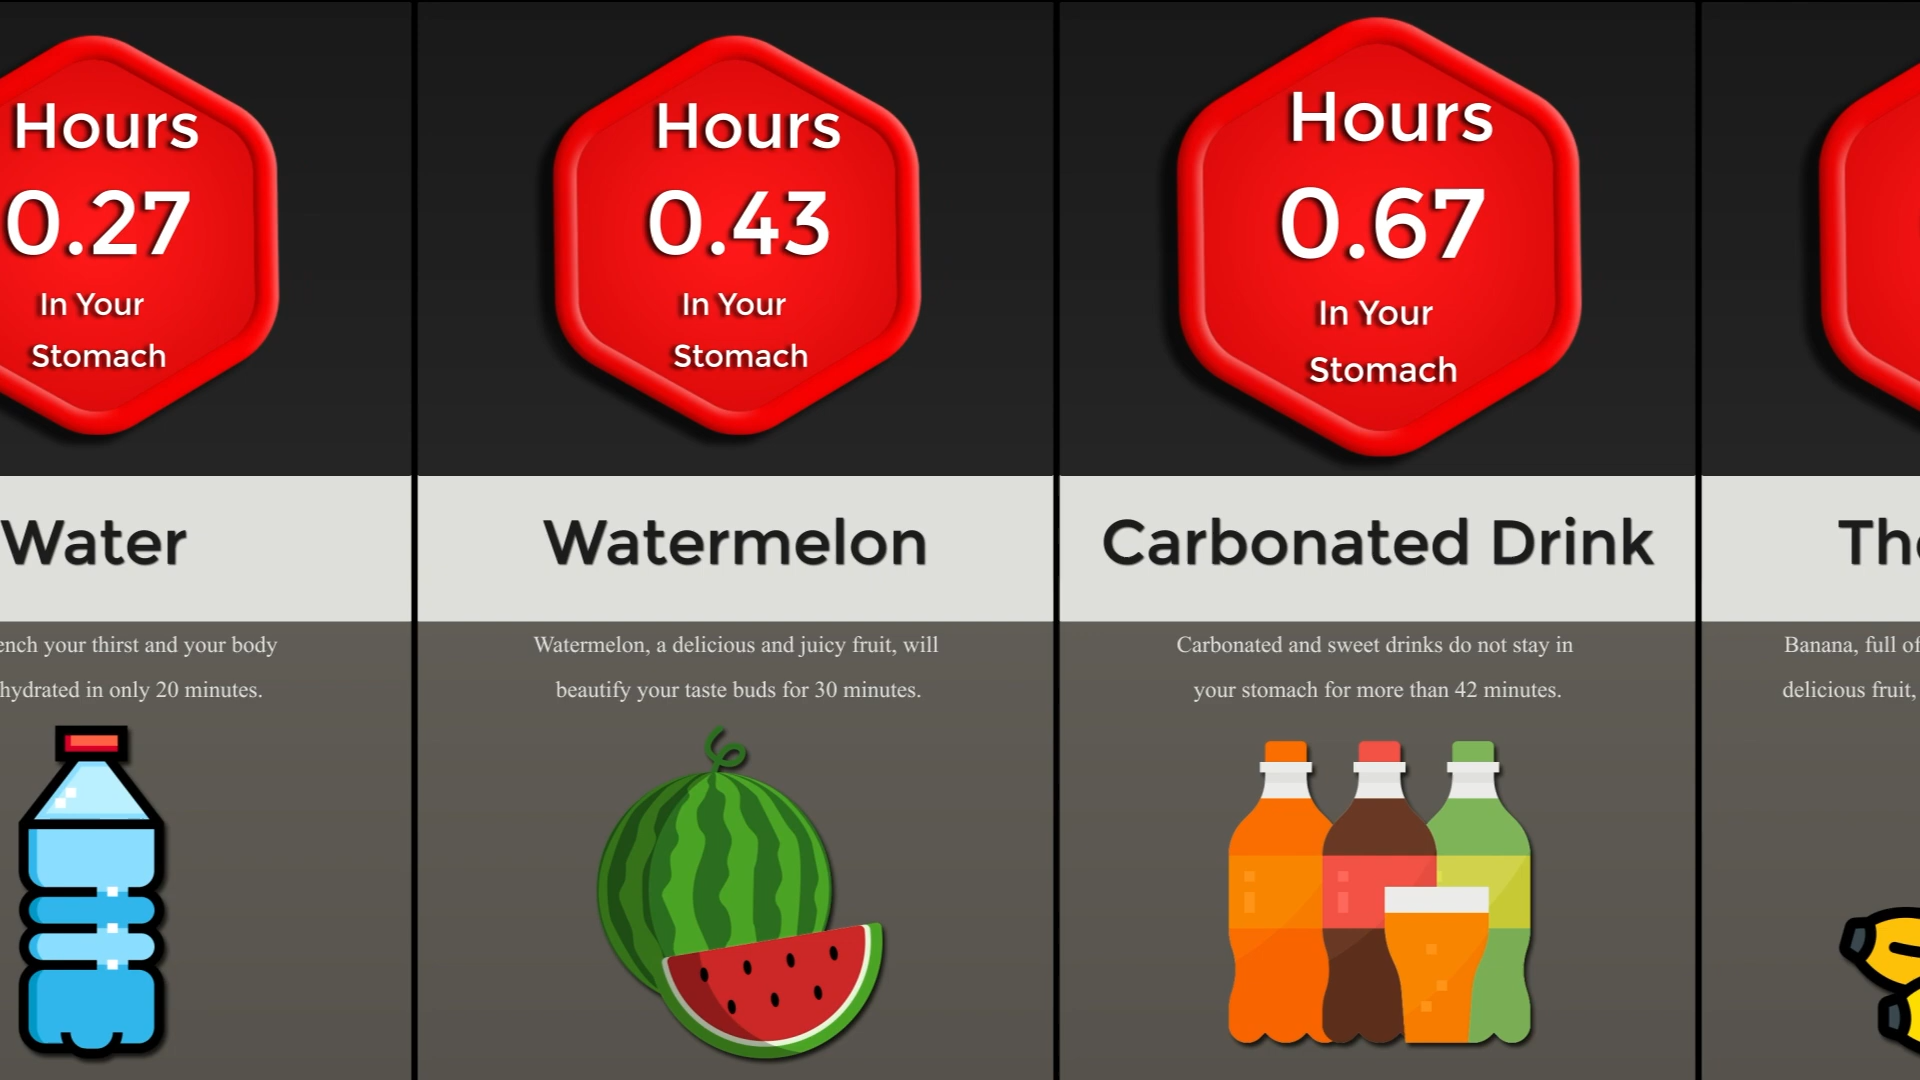 Hours
0.27
In Your
Stomach
Water
your thirst and your body
hydrated in only 20 minutes.
Hours
0.43
In Your
Stomach
Watermelon
Watermelon, a delicious and juicy fruit, will
beautify your taste buds for 30 minutes.
Hours
0.67
In Your
Stomach
Carbonated Drink
Carbonated and sweet drinks do not stay in
your stomach for more than 42 minutes.
Banana, full of
delicious fruit,